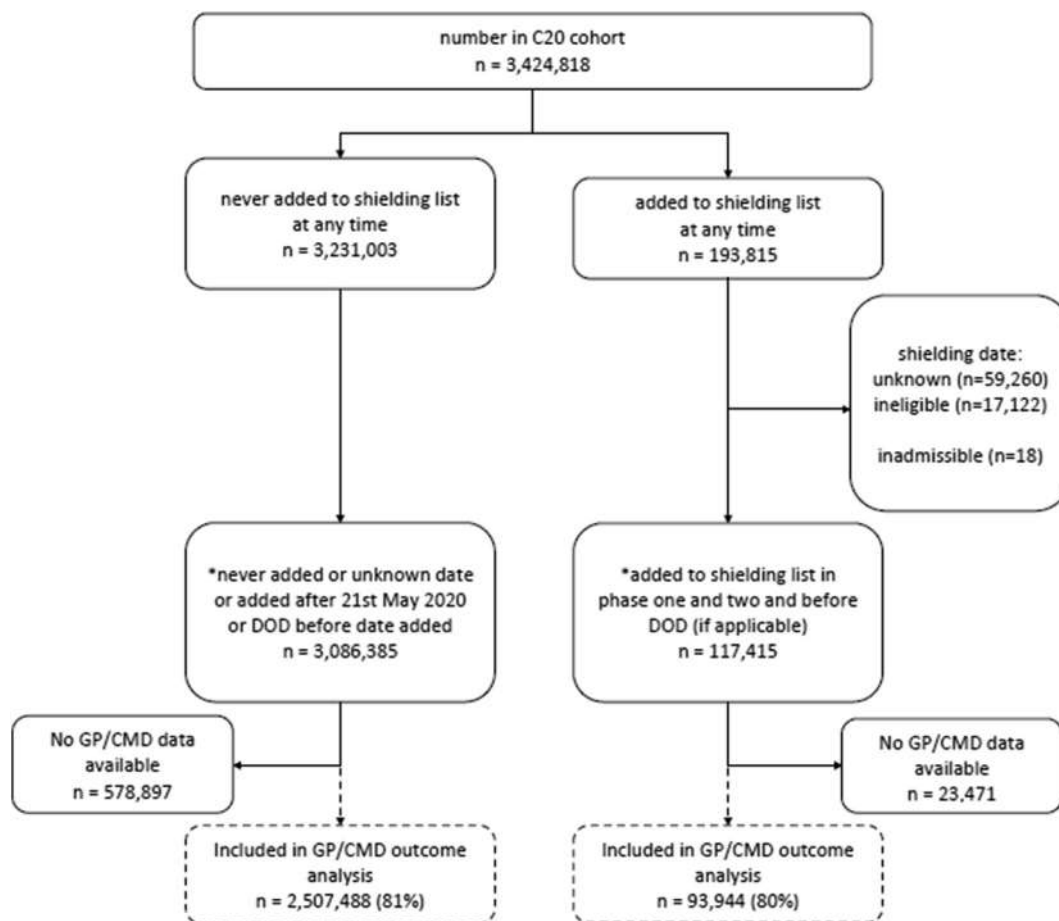 number in C20 cohort
n = 3,424,818
never added to shielding list
at any time
n = 3,231,003
added to shielding list
at any time
n = 193,815
shielding date:
unknown (n=59,260)
ineligible (n=17,122)
inadmissible (n=18)
*never added or unknown date
or added after 21st May 2020
or DOD before date added
n = 3,086,385
*added to shielding list in
phase one and two and before
DOD (if applicable)
n = 117,415
No GP/CMD data
available
n = 578,897
No GP/CMD data
available
n = 23,471
Included in GP/CMD outcome
analysis
n = 2,507,488 (81%)
Included in GP/CMD outcome
analysis
n = 93,944 (80%)